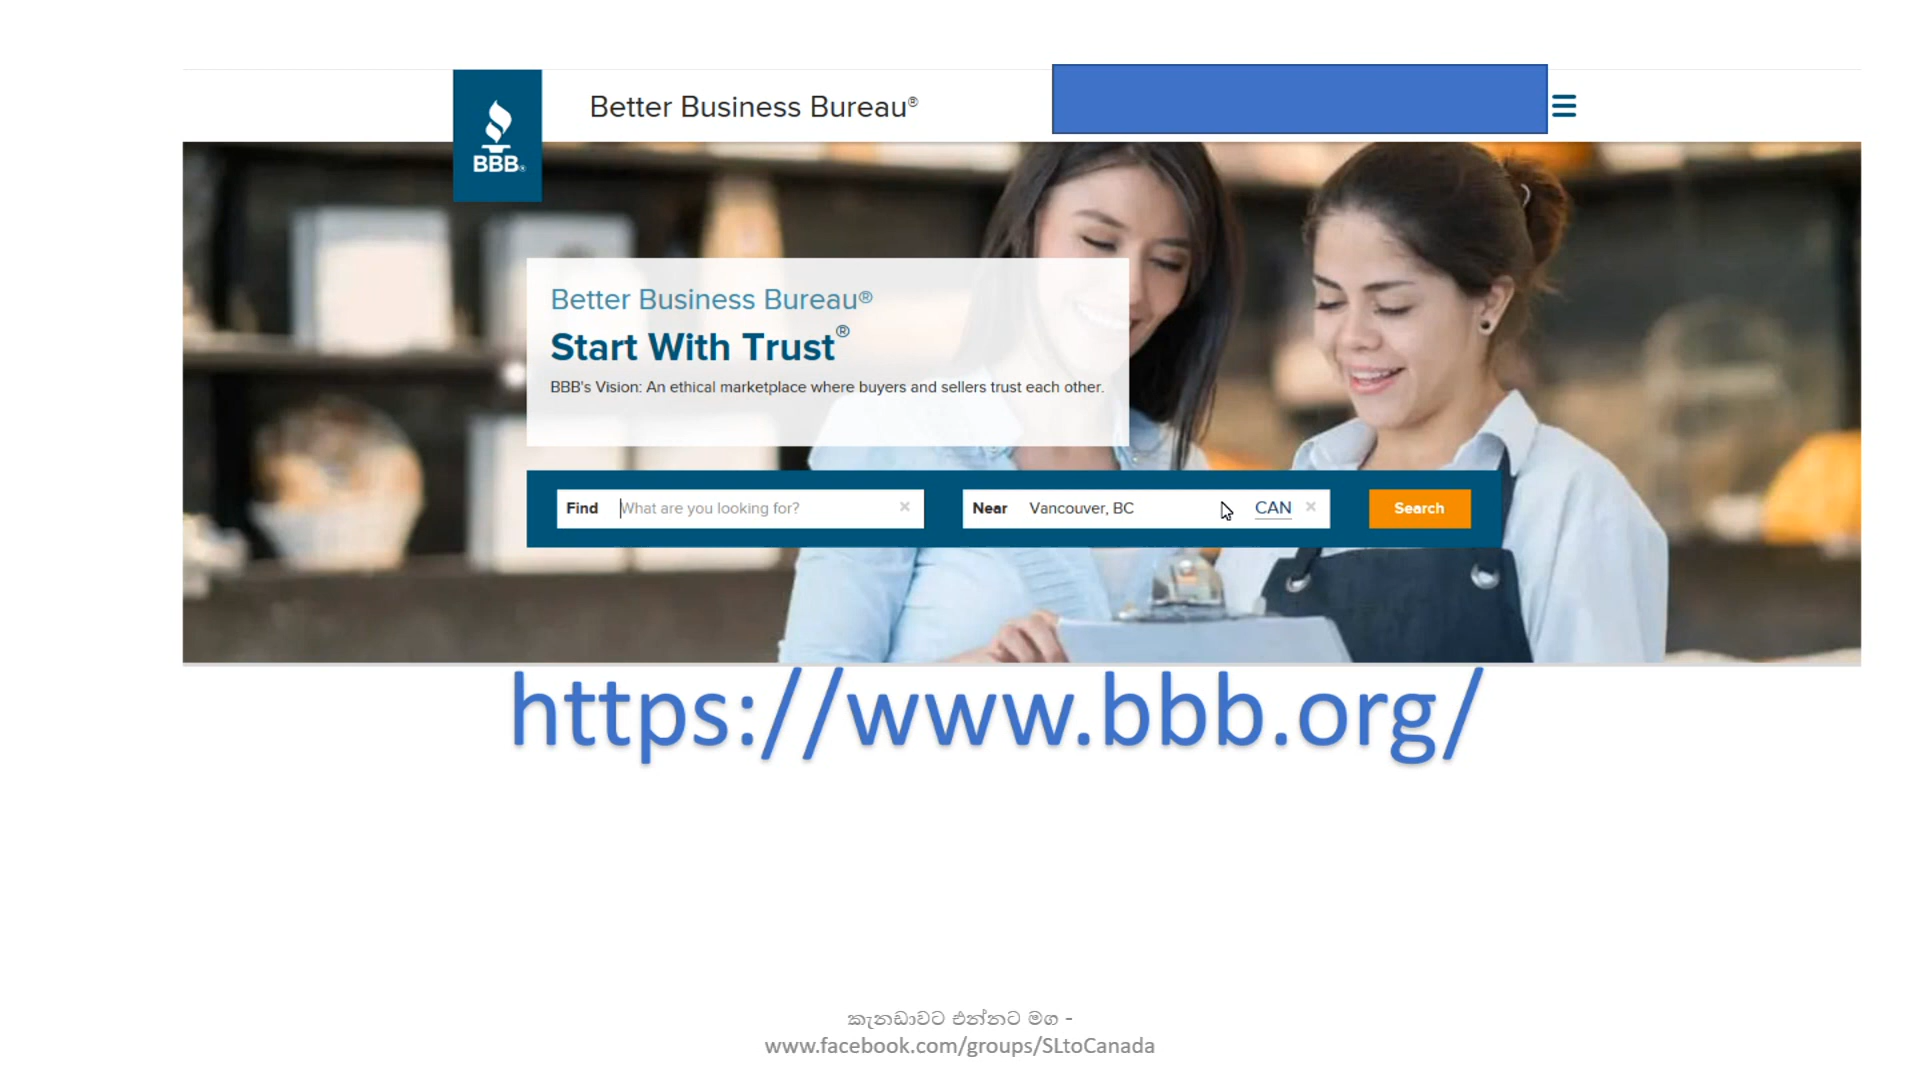 Better Business Bureau®
BBB®
Better Business Bureau®
Start With Trust®
BBB's Vision: An ethical marketplace where buyers and sellers trust each other.
Find What are you looking for? × Near Vancouver, BC CAN × Search
https://www.bbb.org/
කැනඩාවට එන්නට මග -
www.facebook.com/groups/SLtoCanada